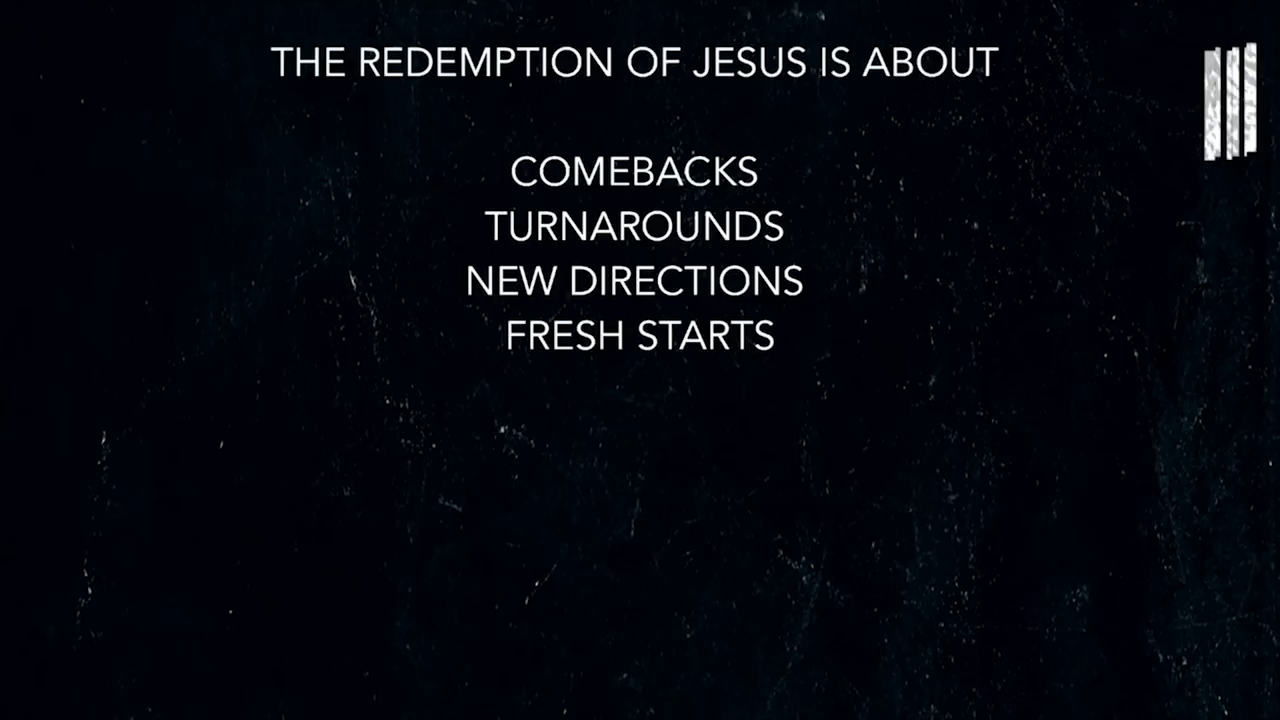 THE REDEMPTION OF JESUS IS ABOUT
COMEBACKS
TURNAROUNDS
NEW DIRECTIONS
FRESH STARTS